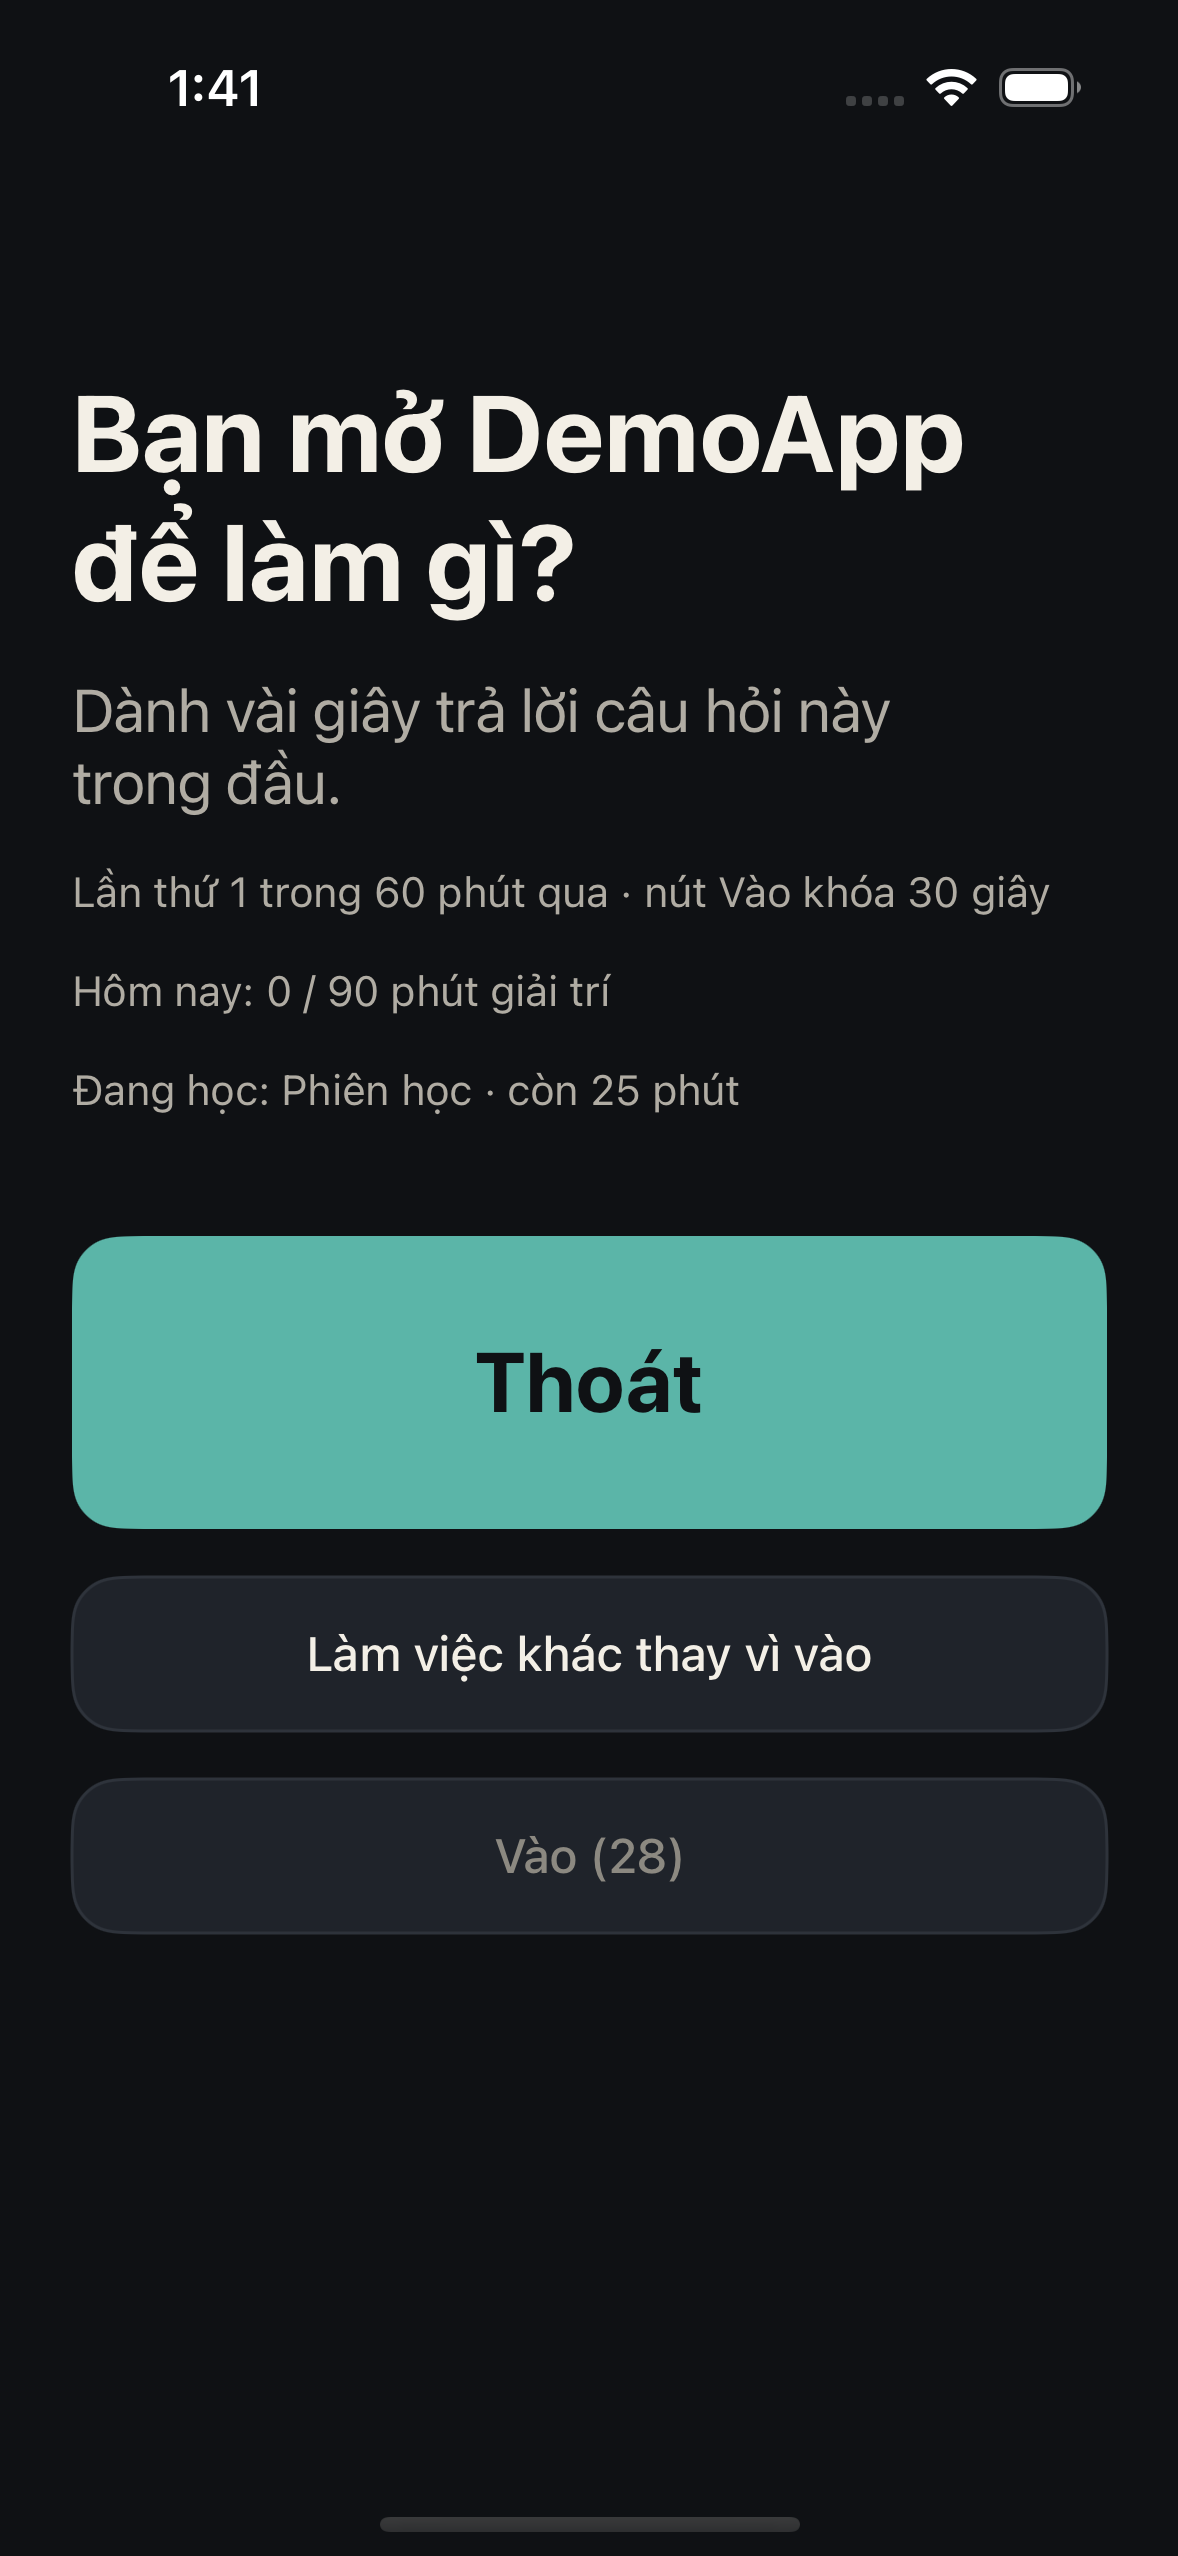 1:41
Bạn mở DemoApp
để làm gì?
Dành vài giây trả lời câu hỏi này
trong đầu.
Lần thứ 1 trong 60 phút qua · nút Vào khóa 30 giây
Hôm nay: 0 / 90 phút giải trí
Đang học: Phiên học · còn 25 phút
Thoát
Làm việc khác thay vì vào
Vào (28)